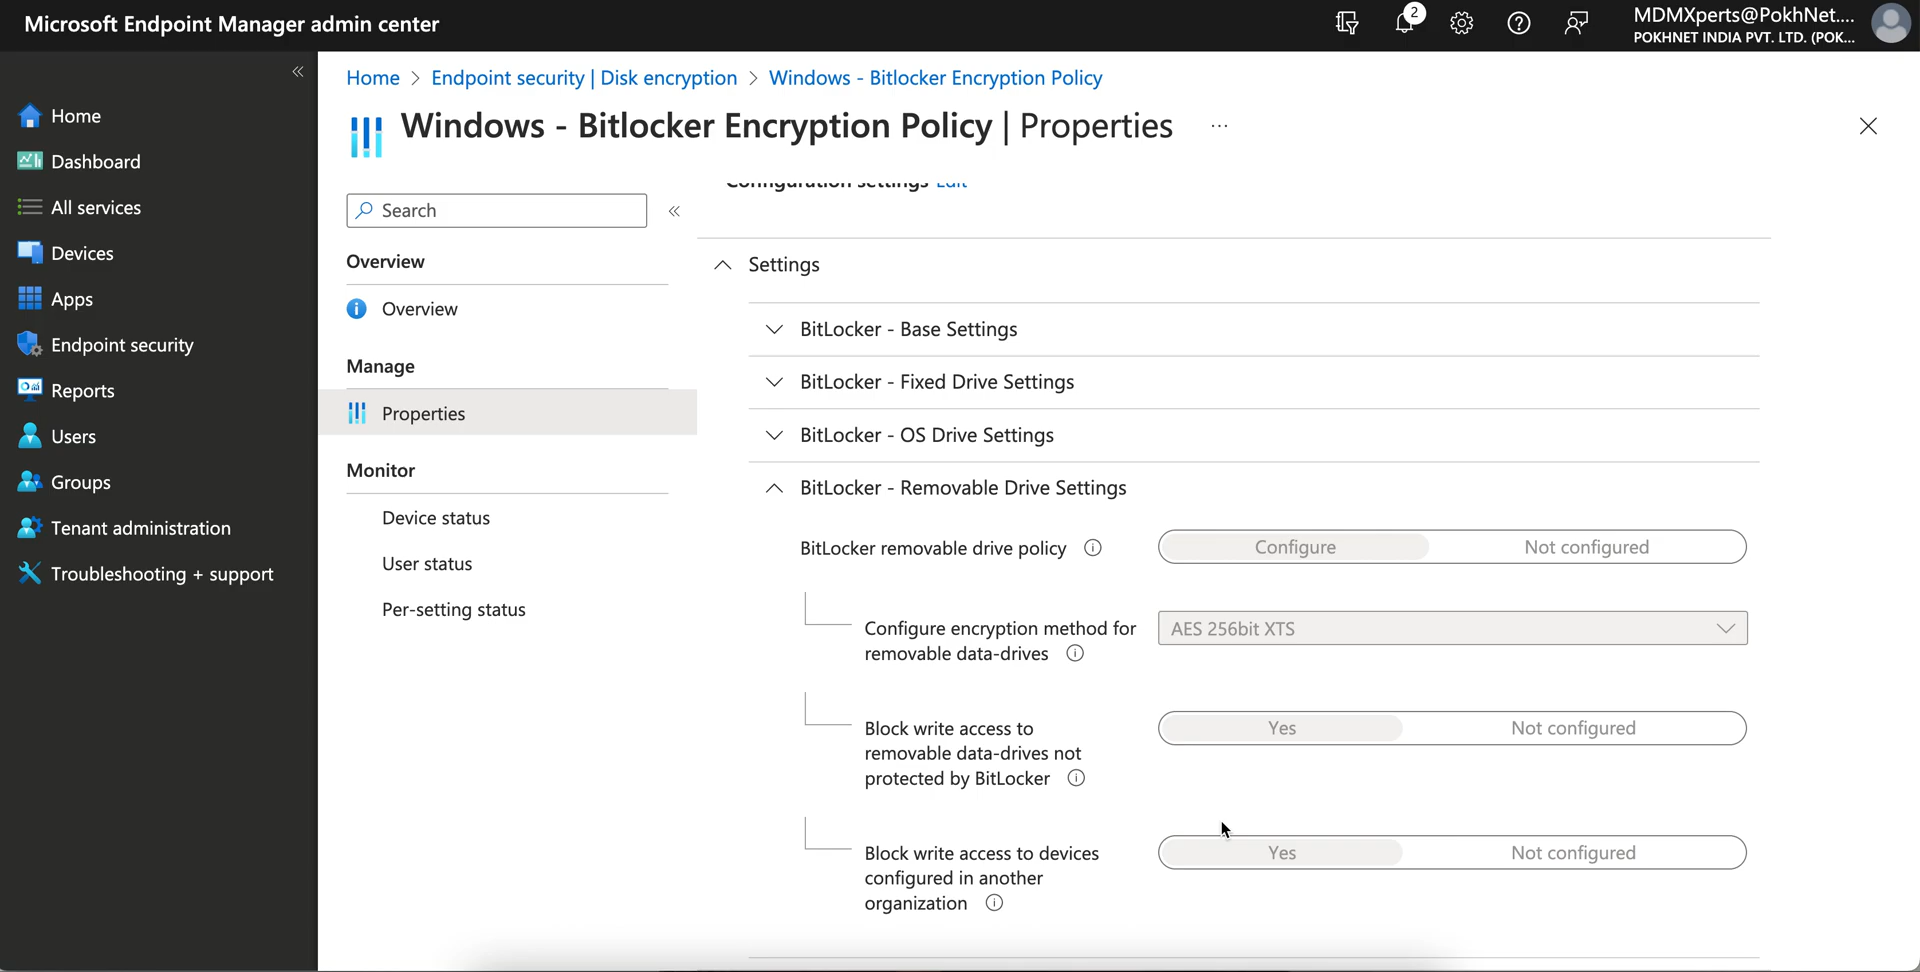 Microsoft Endpoint Manager admin center
2
MDMXperts@PokhNet....
POKHNET INDIA PVT. LTD. (POK...
Home
Dashboard
All services
Devices
Apps
Endpoint security
Reports
Users
Groups
Tenant administration
Troubleshooting + support
Home > Endpoint security | Disk encryption > Windows - Bitlocker Encryption Policy
Windows - Bitlocker Encryption Policy | Properties ...
Search
Overview
Overview
Manage
Properties
Monitor
Device status
User status
Per-setting status
Configuration settings Edit
Settings
BitLocker - Base Settings
BitLocker - Fixed Drive Settings
BitLocker - OS Drive Settings
BitLocker - Removable Drive Settings
BitLocker removable drive policy
Configure Not configured
Configure encryption method for
removable data-drives
AES 256bit XTS
Block write access to
removable data-drives not
protected by BitLocker
Yes Not configured
Block write access to devices
configured in another
organization
Yes Not configured